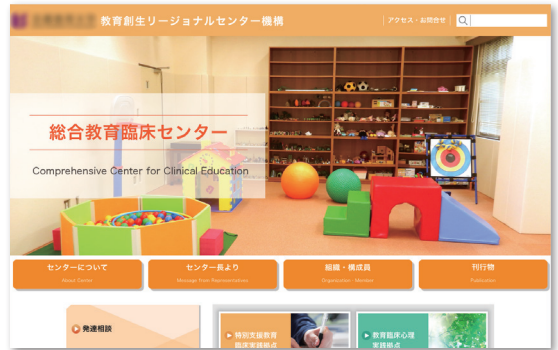 教育創生リージョナルセンター機構
アクセス・お問合せ
総合教育臨床センター
Comprehensive Center for Clinical Education
センターについて
About Center
センター長より
Message from Representatives
組織・構成員
Organization・Member
刊行物
Publication
発達相談
特別支援教育
臨床実践拠点
教育臨床心理
実践拠点